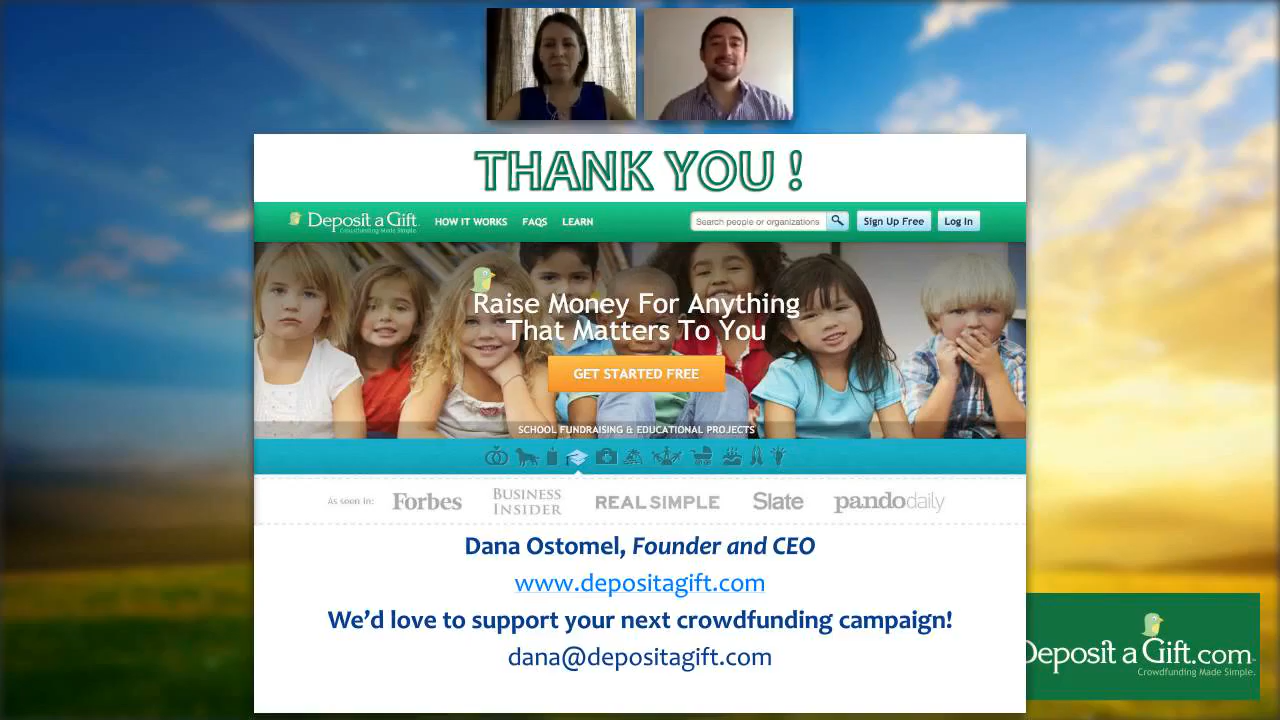 THANK YOU !
Deposit a Gift
Crowdfunding Made Simple.
HOW IT WORKS FAQS LEARN
Search people or organizations
Sign Up Free
Log In
Raise Money For Anything
That Matters To You
GET STARTED FREE
SCHOOL FUNDRAISING & EDUCATIONAL PROJECTS
As seen in: Forbes BUSINESS INSIDER REAL SIMPLE Slate pandodaily
Dana Ostomel, Founder and CEO
www.depositagift.com
We'd love to support your next crowdfunding campaign!
dana@depositagift.com
Deposit a Gift.com
Crowdfunding Made Simple.